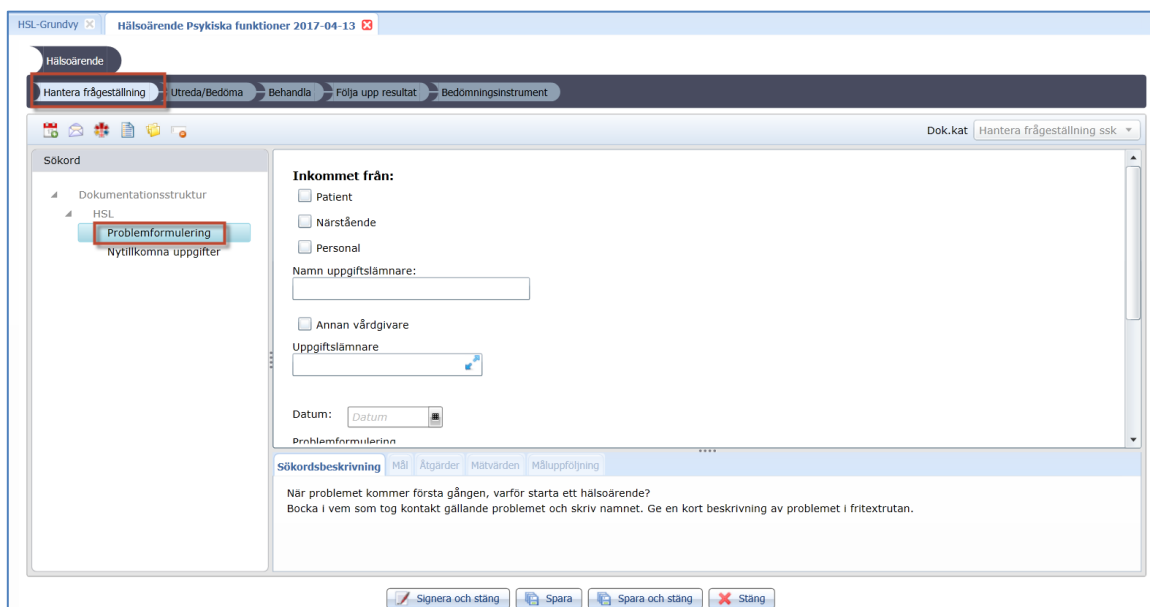 HSL-Grundvy
Hälsoärende Psykiska funktioner 2017-04-13
Hälsoärende
Hantera frågeställning
Utreda/Bedöma
Behandla
Följa upp resultat
Bedömningsinstrument
Dok.kat
Hantera frågeställning ssk
Sökord
Dokumentationsstruktur
HSL
Problemformulering
Nytillkomna uppgifter
Inkommet från:
Patient
Närstående
Personal
Namn uppgiftslämnare:
Annan vårdgivare
Uppgiftslämnare
Datum:
Datum
Problemformulering
Sökordsbeskrivning
Mål
Åtgärder
Mätvärden
Måluppföljning
När problemet kommer första gången, varför starta ett hälsoärende?
Bocka i vem som tog kontakt gällande problemet och skriv namnet. Ge en kort beskrivning av problemet i fritextrutan.
Signera och stäng
Spara
Spara och stäng
Stäng